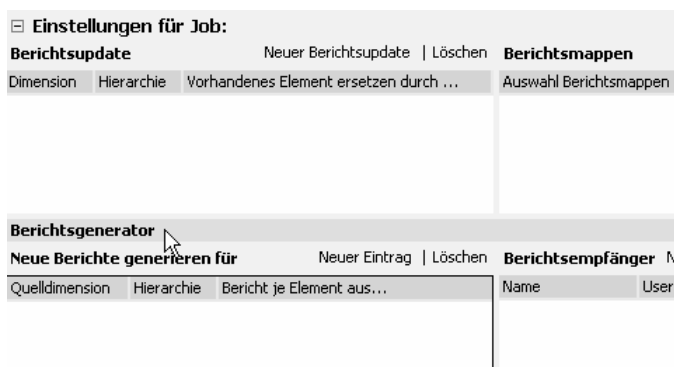 Einstellungen für Job:
Berichtsupdate Neuer Berichtsupdate | Löschen Berichtsmappen
Dimension Hierarchie Vorhandenes Element ersetzen durch ... Auswahl Berichtsmappen
Berichtsgenerator
Neue Berichte generieren für Neuer Eintrag | Löschen Berichtsempfänger N
Quelldimension Hierarchie Bericht je Element aus... Name User